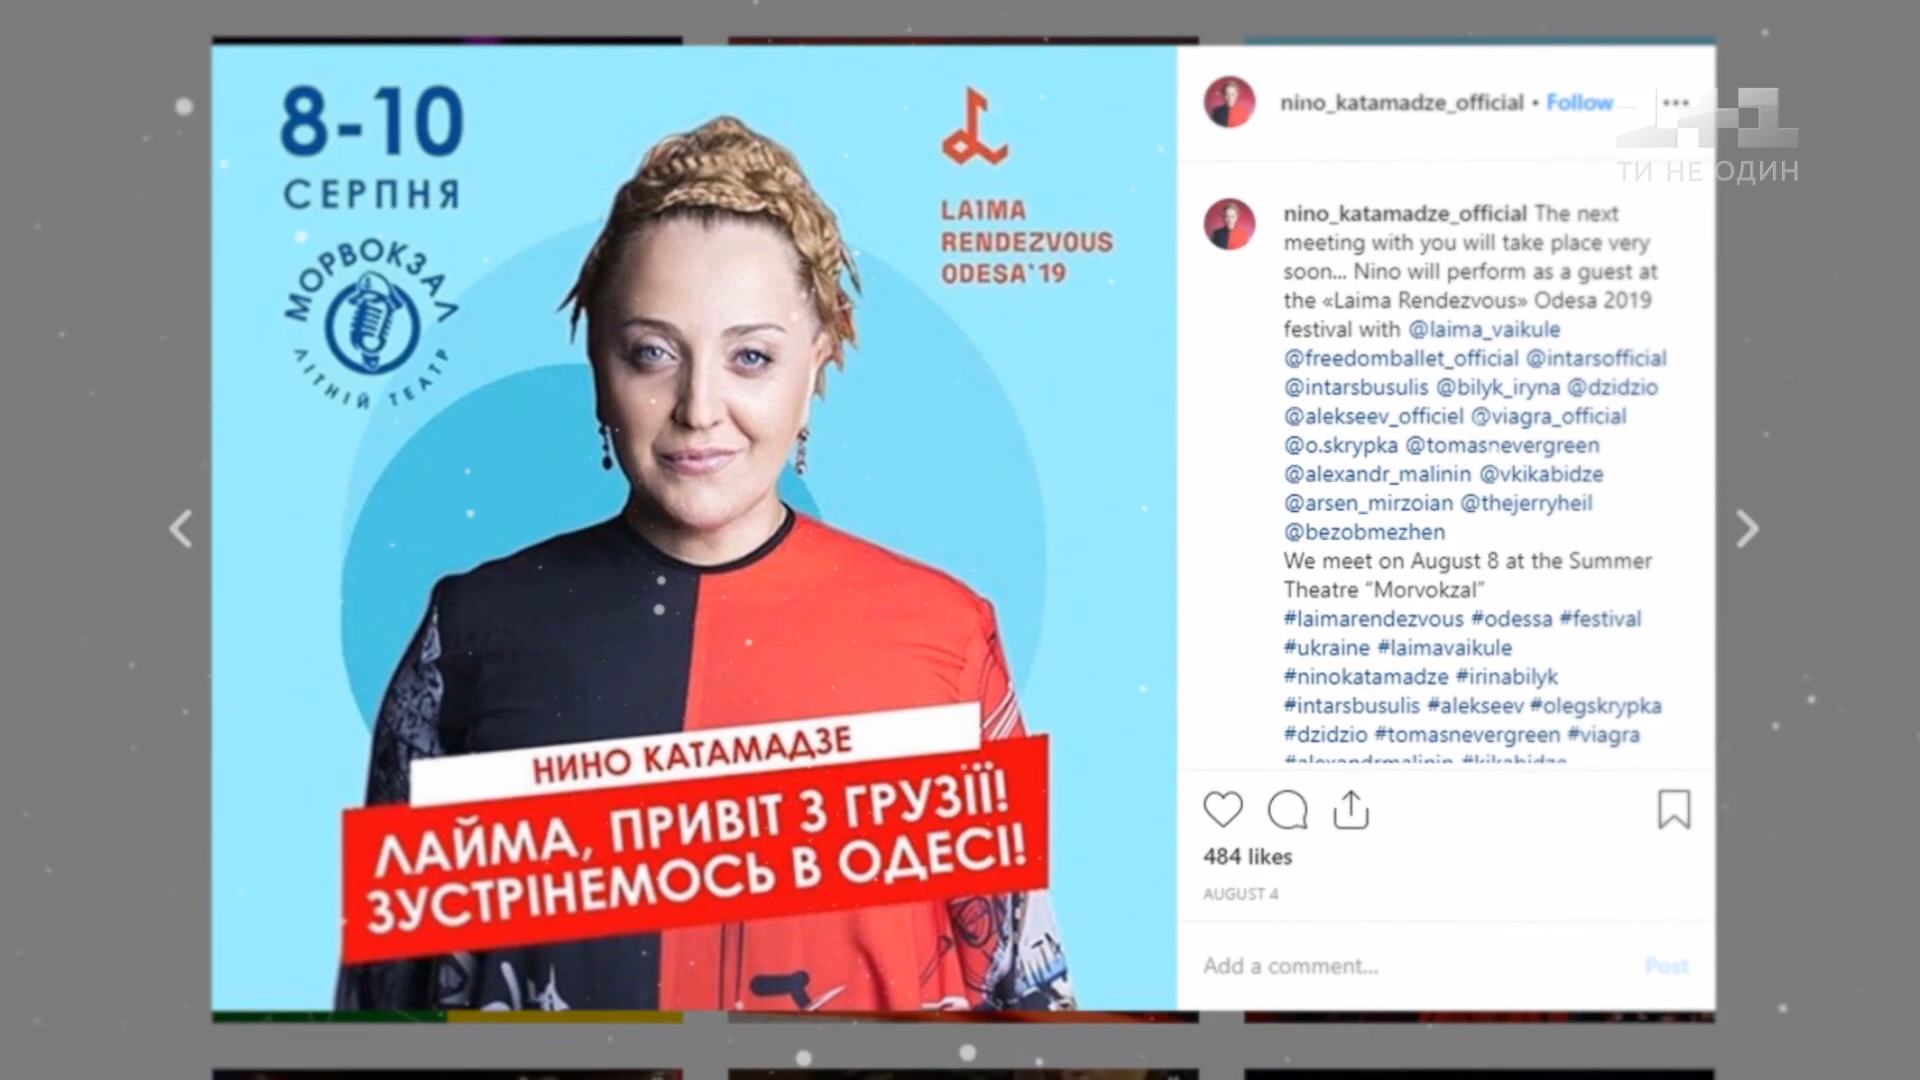 8-10
СЕРПНЯ
МОРВОКЗАЛ
ЛІТНІЙ ТЕАТР
LAIMA
RENDEZVOUS
ODESA'19
НИНО КАТАМАДЗЕ
ЛАЙМА, ПРИВІТ З ГРУЗІЇ!
ЗУСТРІНЕМОСЬ В ОДЕСІ!
nino_katamadze_official • Follow
1+1
ТИ НЕ ОДИН
nino_katamadze_official The next
meeting with you will take place very
soon... Nino will perform as a guest at
the «Laima Rendezvous» Odesa 2019
festival with @laima_vaikule
@freedomballet_official @intarsofficial
@intarsbusulis @bilyk_iryna @dzidzio
@alekseev_officiel @viagra_official
@o.skrypka @tomasnevergreen
@alexandr_malinin @vkikabidze
@arsen_mirzoian @thejerryheil
@bezobmezhen
We meet on August 8 at the Summer
Theatre “Morvokzal”
#laimarendezvous #odessa #festival
#ukraine #laimavaikule
#ninokatamadze #irinabilyk
#intarsbusulis #alekseev #olegskrypka
#dzidzio #tomasnevergreen #viagra
#alexandrmalinin #kikabidze
484 likes
AUGUST 4
Add a comment...
Post